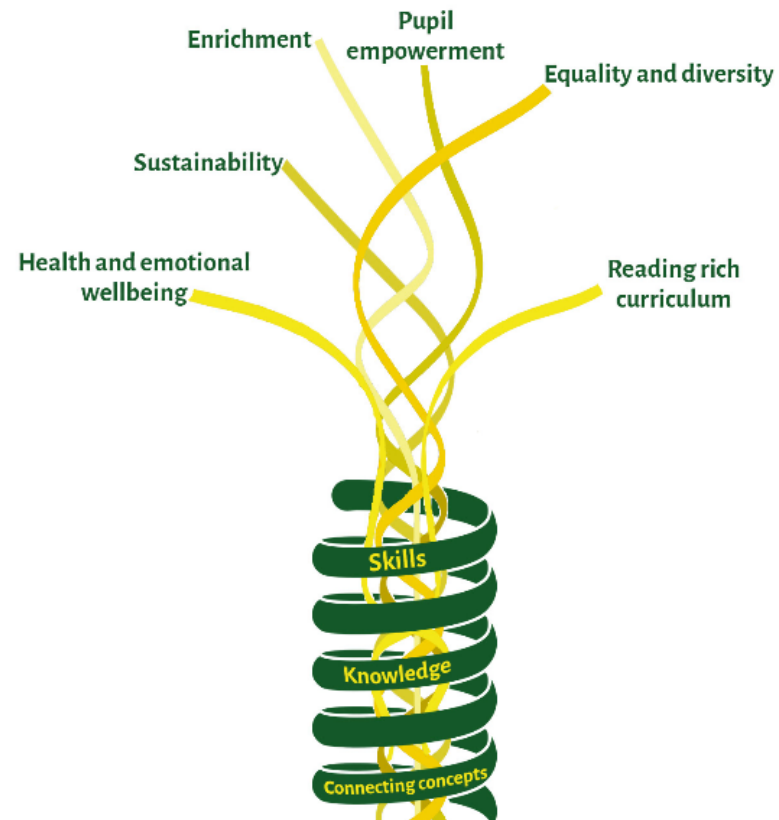 Enrichment
Pupil
empowerment
Equality and diversity
Sustainability
Health and emotional
wellbeing
Reading rich
curriculum
Skills
Knowledge
Connecting concepts